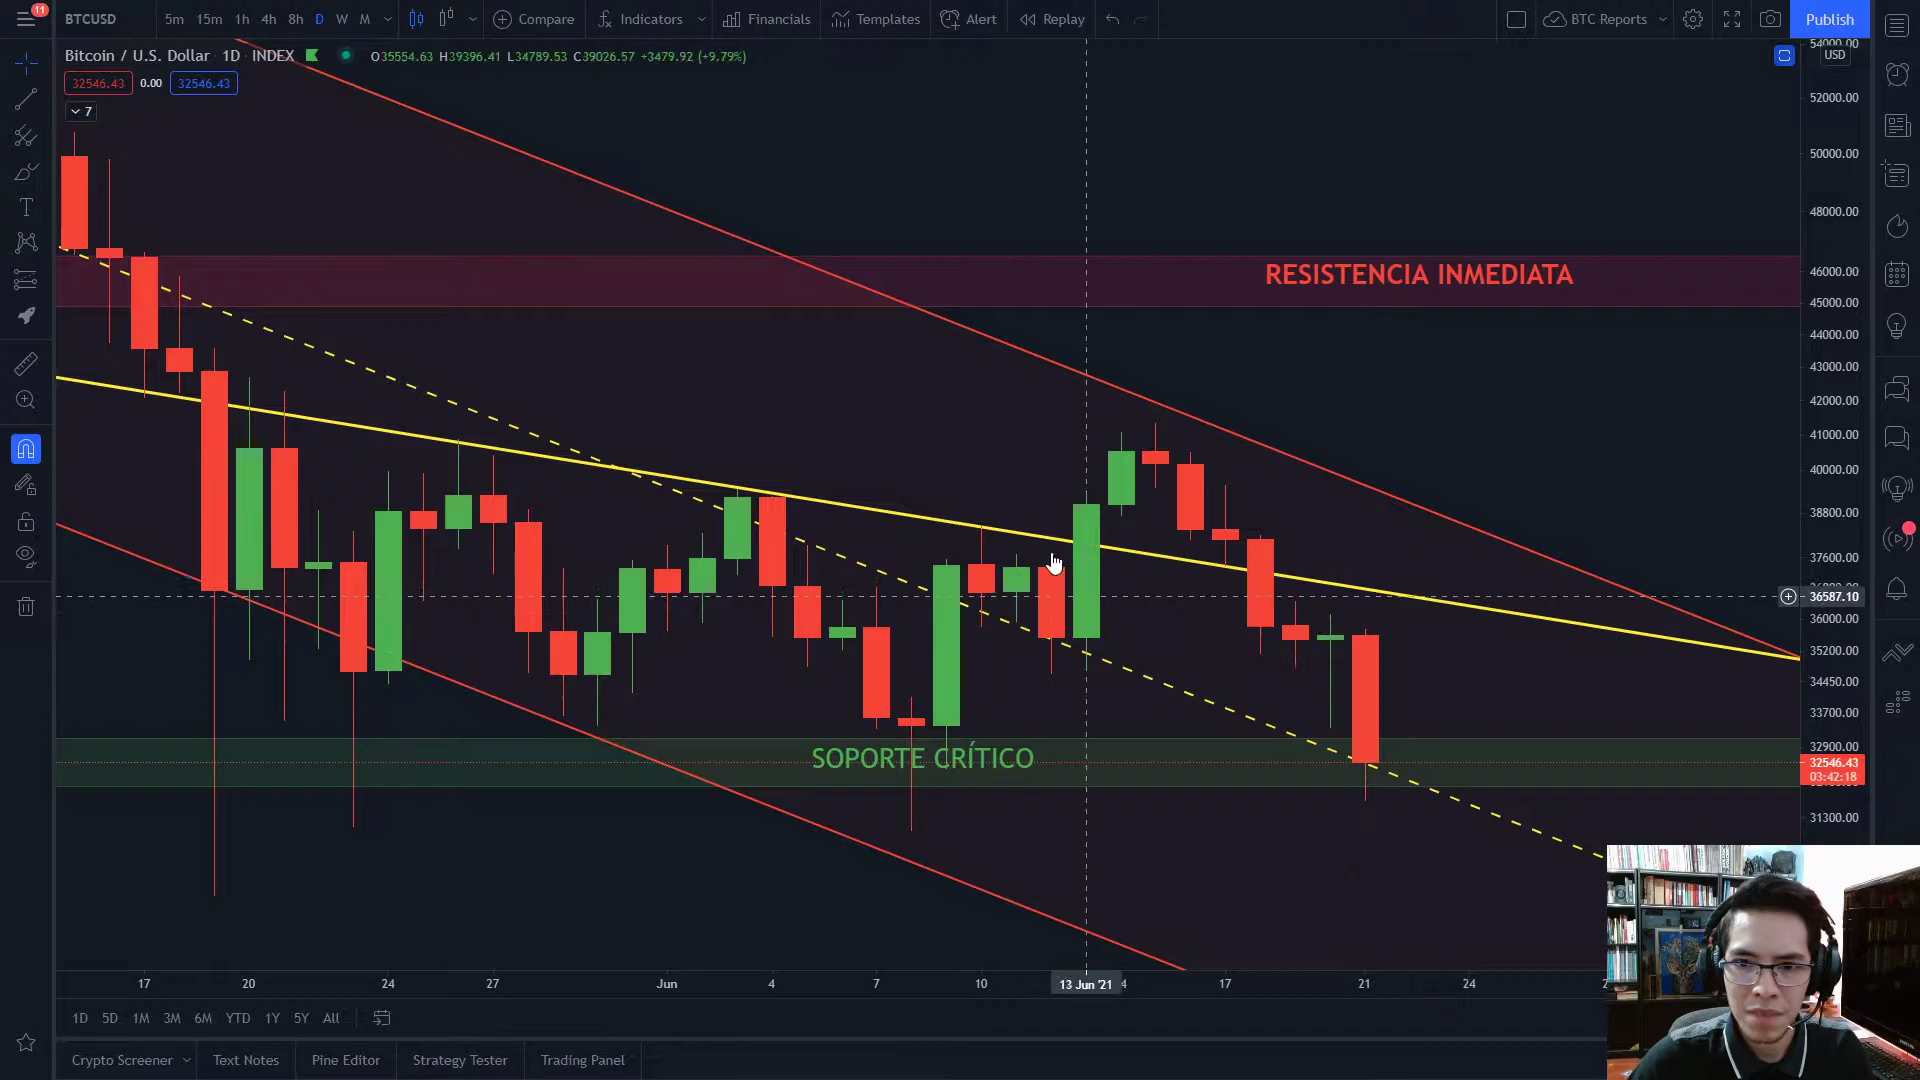 11
BTCUSD 5m 15m 1h 4h 8h D W M Compare Indicators Financials Templates Alert Replay BTC Reports Publish
Bitcoin / U.S. Dollar 1D INDEX O35554.63 H39396.41 L34789.53 C39026.57 +3479.92 (+9.79%)
32546.43 0.00 32546.43
7
USD
54000.00
52000.00
50000.00
48000.00
46000.00
45000.00
44000.00
43000.00
42000.00
41000.00
40000.00
38800.00
37600.00
36587.10
36000.00
35200.00
34450.00
33700.00
32900.00
32546.43
03:42:18
31300.00
RESISTENCIA INMEDIATA
SOPORTE CRÍTICO
17 20 24 27 Jun 4 7 10 13 Jun '21 4 17 21 24
1D 5D 1M 3M 6M YTD 1Y 5Y All
Crypto Screener Text Notes Pine Editor Strategy Tester Trading Panel